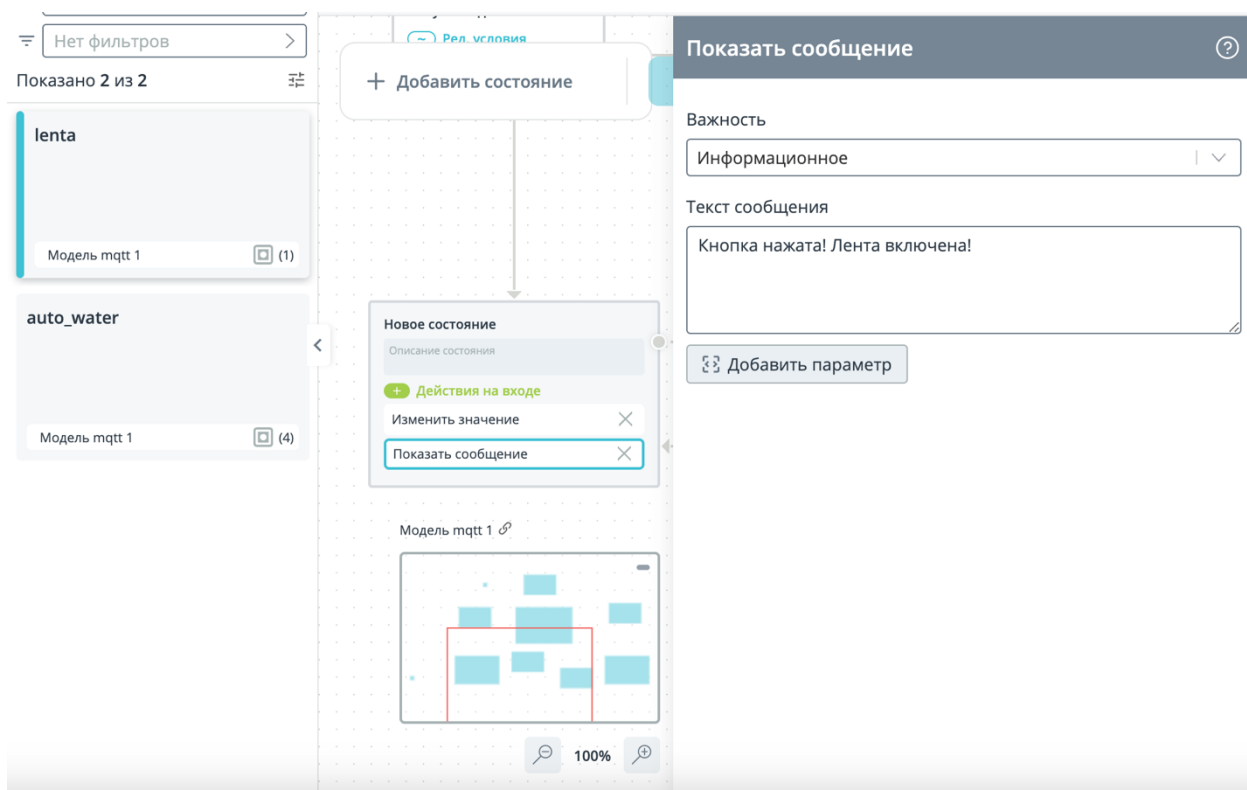 Нет фильтров
Показано 2 из 2
lenta
Модель mqtt 1
(1)
auto_water
Модель mqtt 1
(4)
Ред. условия
+ Добавить состояние
Новое состояние
Описание состояния
+ Действия на входе
Изменить значение
Показать сообщение
Модель mqtt 1
100%
Показать сообщение
Важность
Информационное
Текст сообщения
Кнопка нажата! Лента включена!
Добавить параметр